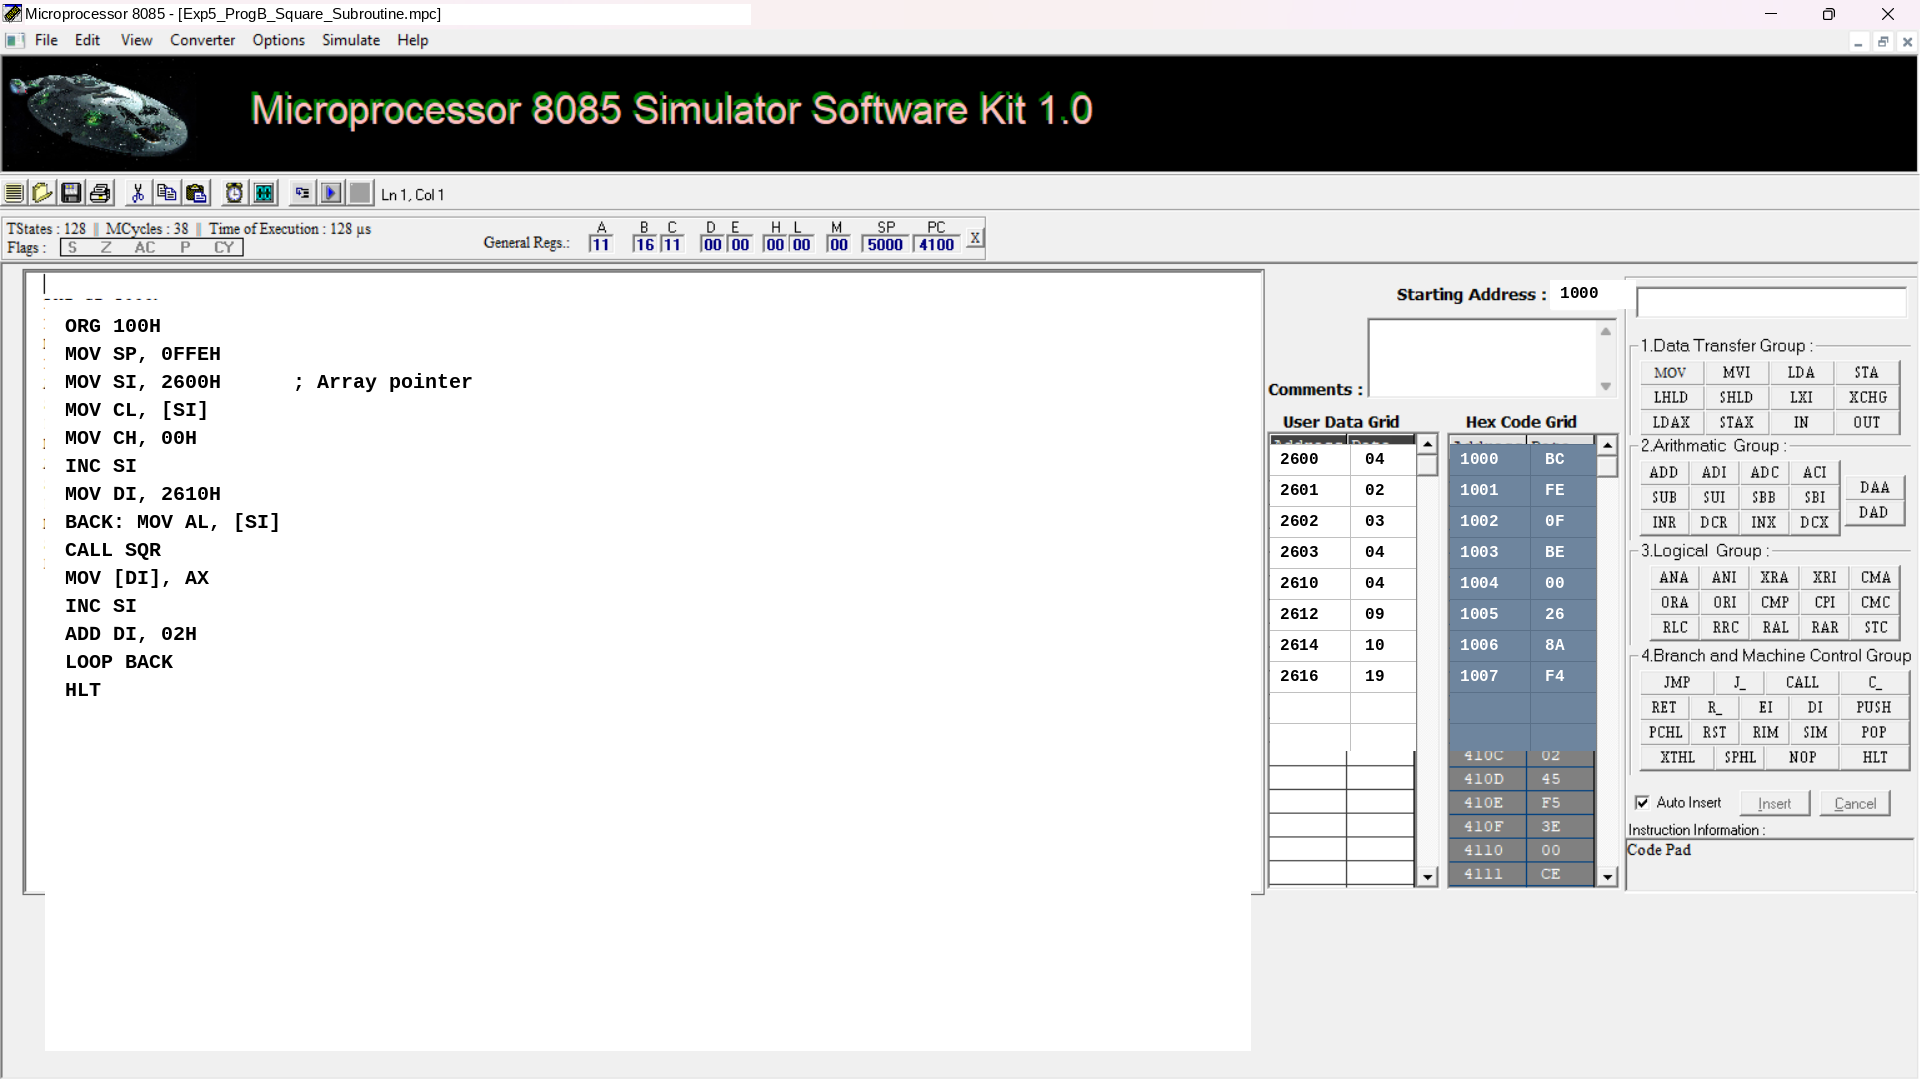 Microprocessor 8085 - [Exp5_ProgB_Square_Subroutine.mpc]
File Edit View Converter Options Simulate Help
Microprocessor 8085 Simulator Software Kit 1.0
Ln 1, Col 1
TStates : 128 || MCycles : 38 || Time of Execution : 128 µs
Flags : S Z AC P CY
General Regs.:
A B C D E H L M SP PC
11 16 11 00 00 00 00 00 5000 4100 X
ORG 100H
MOV SP, 0FFEH
MOV SI, 2600H ; Array pointer
MOV CL, [SI]
MOV CH, 00H
INC SI
MOV DI, 2610H
BACK: MOV AL, [SI]
CALL SQR
MOV [DI], AX
INC SI
ADD DI, 02H
LOOP BACK
HLT
Starting Address : 1000
Comments :
User Data Grid
2600 04
2601 02
2602 03
2603 04
2610 04
2612 09
2614 10
2616 19
Hex Code Grid
1000 BC
1001 FE
1002 0F
1003 BE
1004 00
1005 26
1006 8A
1007 F4
410C 02
410D 45
410E F5
410F 3E
4110 00
4111 CE
1.Data Transfer Group :
MOV MVI LDA STA
LHLD SHLD LXI XCHG
LDAX STAX IN OUT
2.Arithmatic Group :
ADD ADI ADC ACI
SUB SUI SBB SBI
INR DCR INX DCX
DAA
DAD
3.Logical Group :
ANA ANI XRA XRI CMA
ORA ORI CMP CPI CMC
RLC RRC RAL RAR STC
4.Branch and Machine Control Group
JMP J_ CALL C_
RET R_ EI DI PUSH
PCHL RST RIM SIM POP
XTHL SPHL NOP HLT
Auto Insert Insert Cancel
Instruction Information :
Code Pad